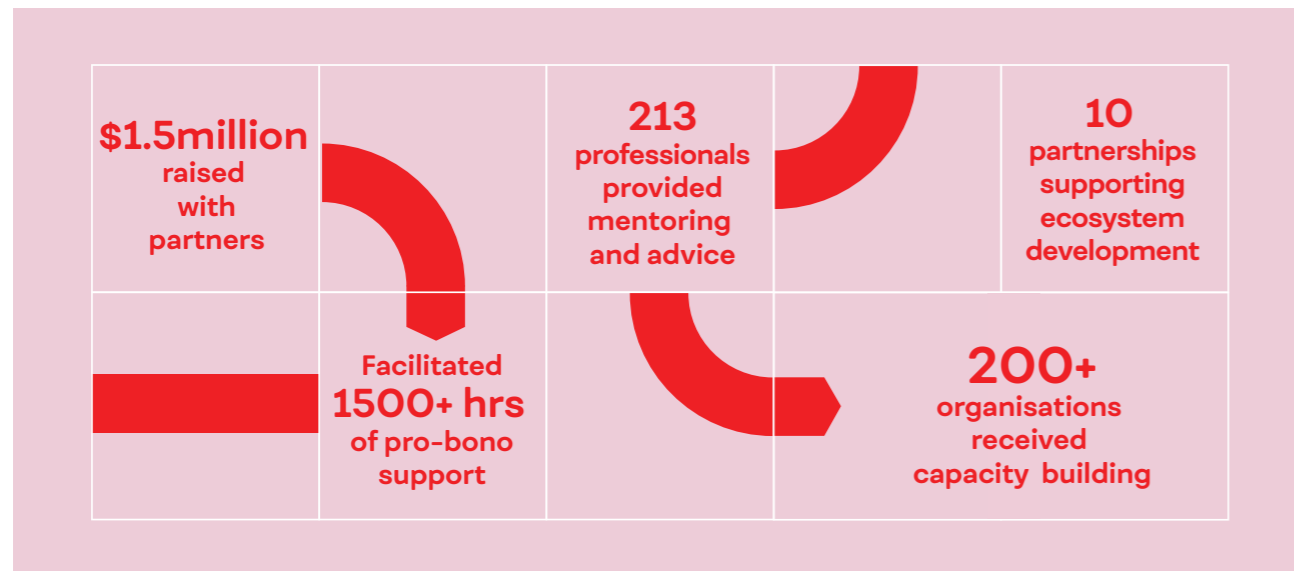 $1.5million
raised
with
partners
213
professionals
provided
mentoring
and advice
10
partnerships
supporting
ecosystem
development
Facilitated
1500+ hrs
of pro-bono
support
200+
organisations
received
capacity building